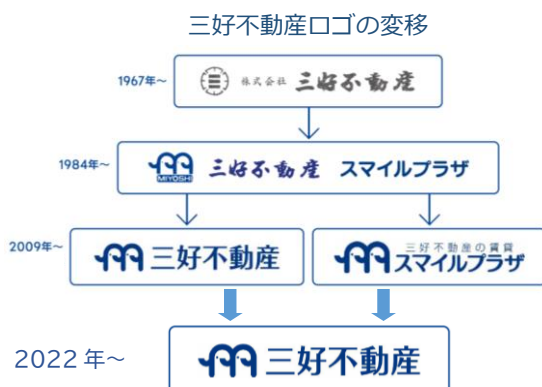 三好不動産ロゴの変移
1967年～
株式会社 三好不動産
1984年～
MIYOSHI 三好不動産 スマイルプラザ
2009年～
三好不動産
三好不動産の賃貸
スマイルプラザ
2022年～
三好不動産